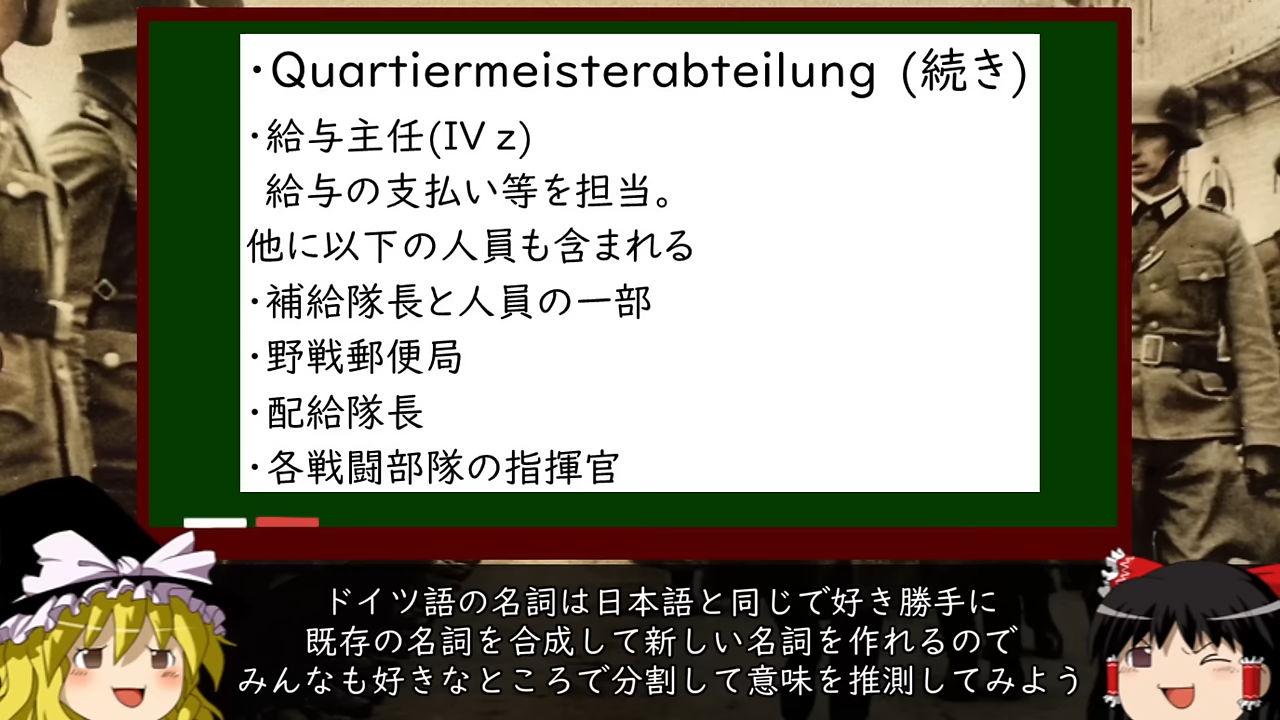 ・Quartiermeisterabteilung (続き)
・給与主任(IV z)
給与の支払い等を担当。
他に以下の人員も含まれる
・補給隊長と人員の一部
・野戦郵便局
・配給隊長
・各戦闘部隊の指揮官
ドイツ語の名詞は日本語と同じで好き勝手に
既存の名詞を合成して新しい名詞を作れるので
みんなも好きなところで分割して意味を推測してみよう